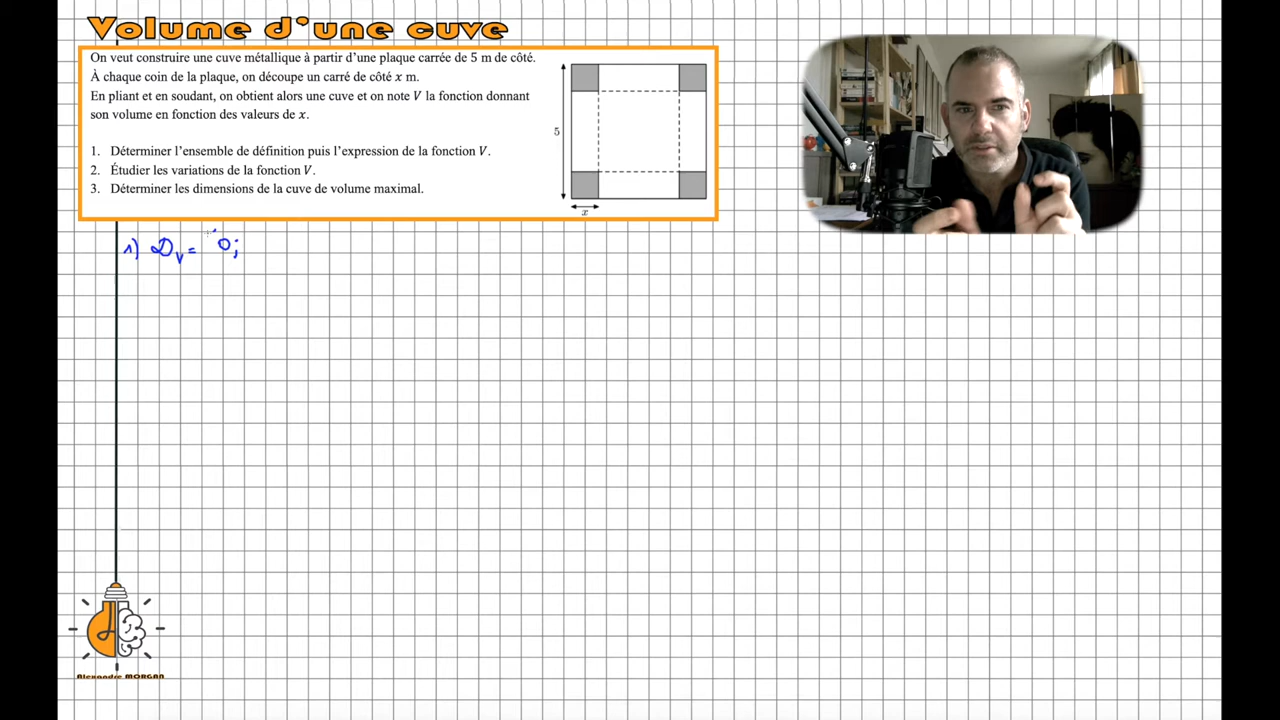 Volume d'une cuve
On veut construire une cuve métallique à partir d'une plaque carrée de 5 m de côté.
À chaque coin de la plaque, on découpe un carré de côté x m.
En pliant et en soudant, on obtient alors une cuve et on note V la fonction donnant
son volume en fonction des valeurs de x.
1. Déterminer l'ensemble de définition puis l'expression de la fonction V.
2. Étudier les variations de la fonction V.
3. Déterminer les dimensions de la cuve de volume maximal.
5
x
1) D_V = 0;
Alexandre MORGAN